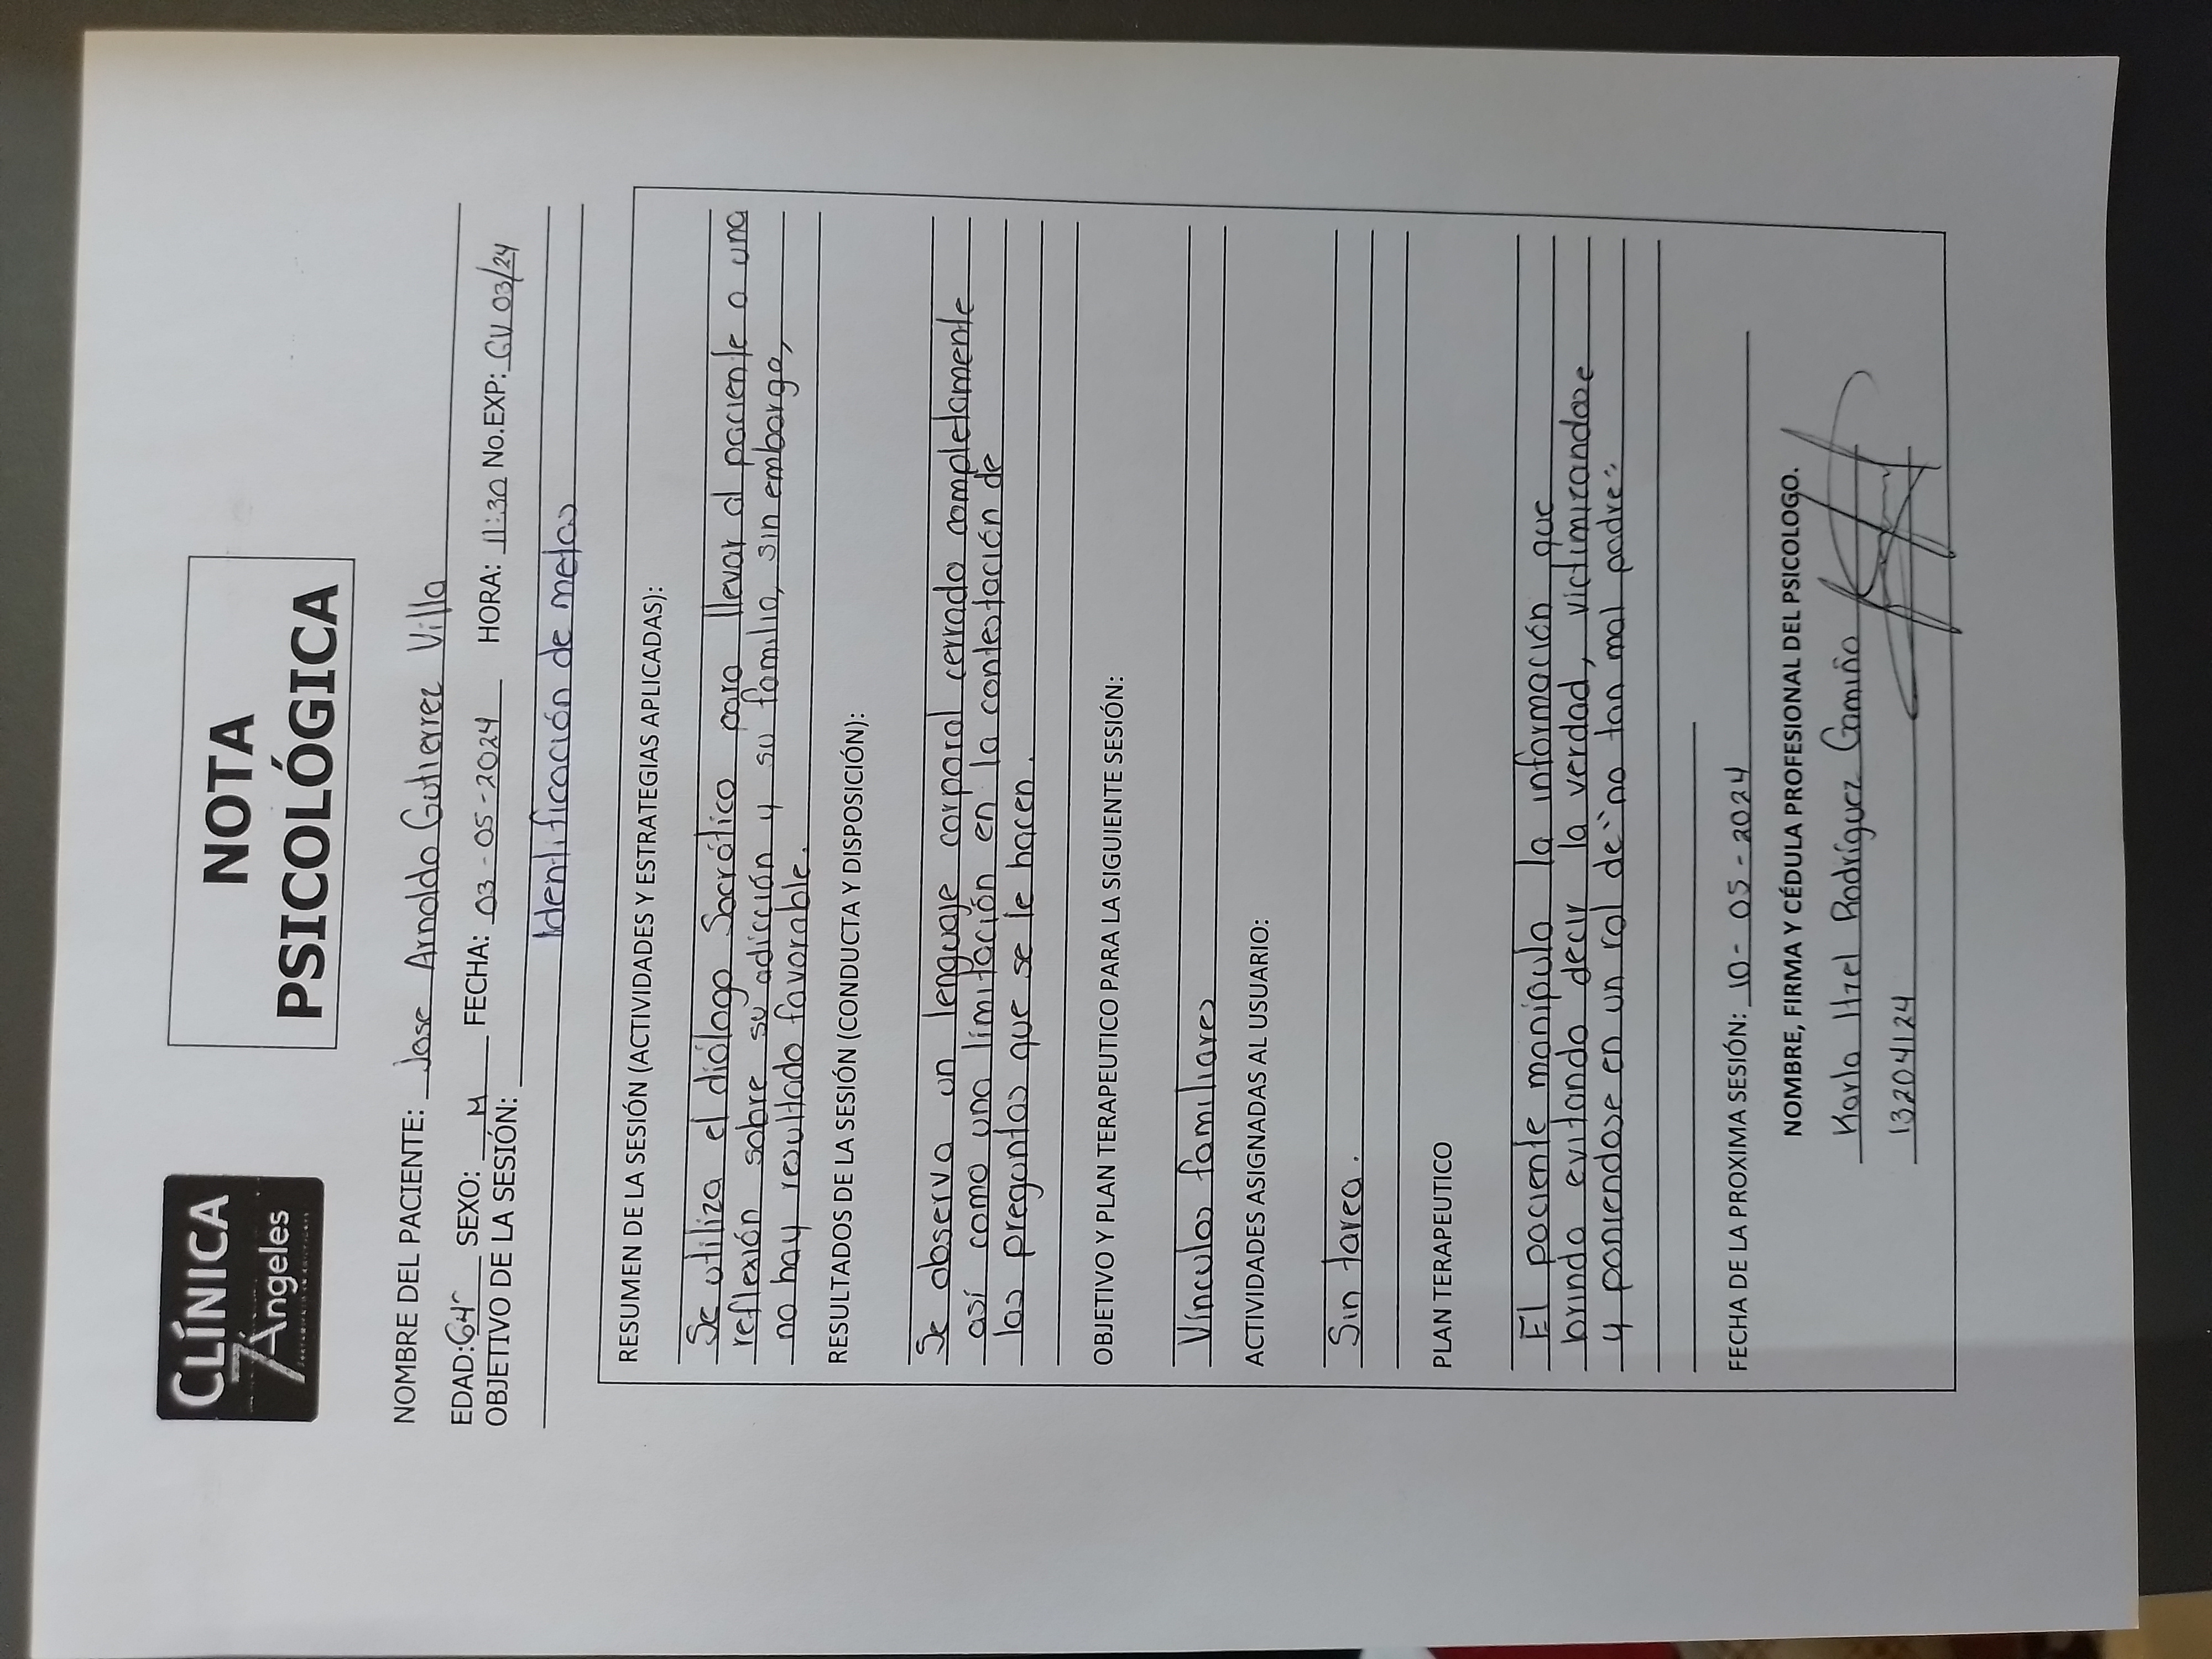 CLÍNICA
7 Ángeles
NOTA
PSICOLÓGICA
NOMBRE DEL PACIENTE: Jose Arnoldo Gutierrez Villa
EDAD: 64 SEXO: M FECHA: 03-05-2024 HORA: 11:30 No.EXP: GV 03/24
OBJETIVO DE LA SESIÓN:
Identificación de metas
RESUMEN DE LA SESIÓN (ACTIVIDADES Y ESTRATEGIAS APLICADAS):
Se utiliza el diálogo Socrático para llevar al paciente a una
reflexión sobre su adicción y su familia, sin embargo,
no hay resultado favorable.
RESULTADOS DE LA SESIÓN (CONDUCTA Y DISPOSICIÓN):
Se observa un lenguaje corporal cerrado completamente
así como una limitación en la contestación de
las preguntas que se le hacen.
OBJETIVO Y PLAN TERAPEUTICO PARA LA SIGUIENTE SESIÓN:
Vínculos familiares
ACTIVIDADES ASIGNADAS AL USUARIO:
Sin tarea.
PLAN TERAPEUTICO
El paciente manipula la información que
brinda evitando decir la verdad, victimizandose
y poniendose en un rol de "no tan mal padre".
FECHA DE LA PROXIMA SESIÓN: 10-05-2024
NOMBRE, FIRMA Y CÉDULA PROFESIONAL DEL PSICOLOGO.
Karla Itzel Rodríguez Gamiño
13204124